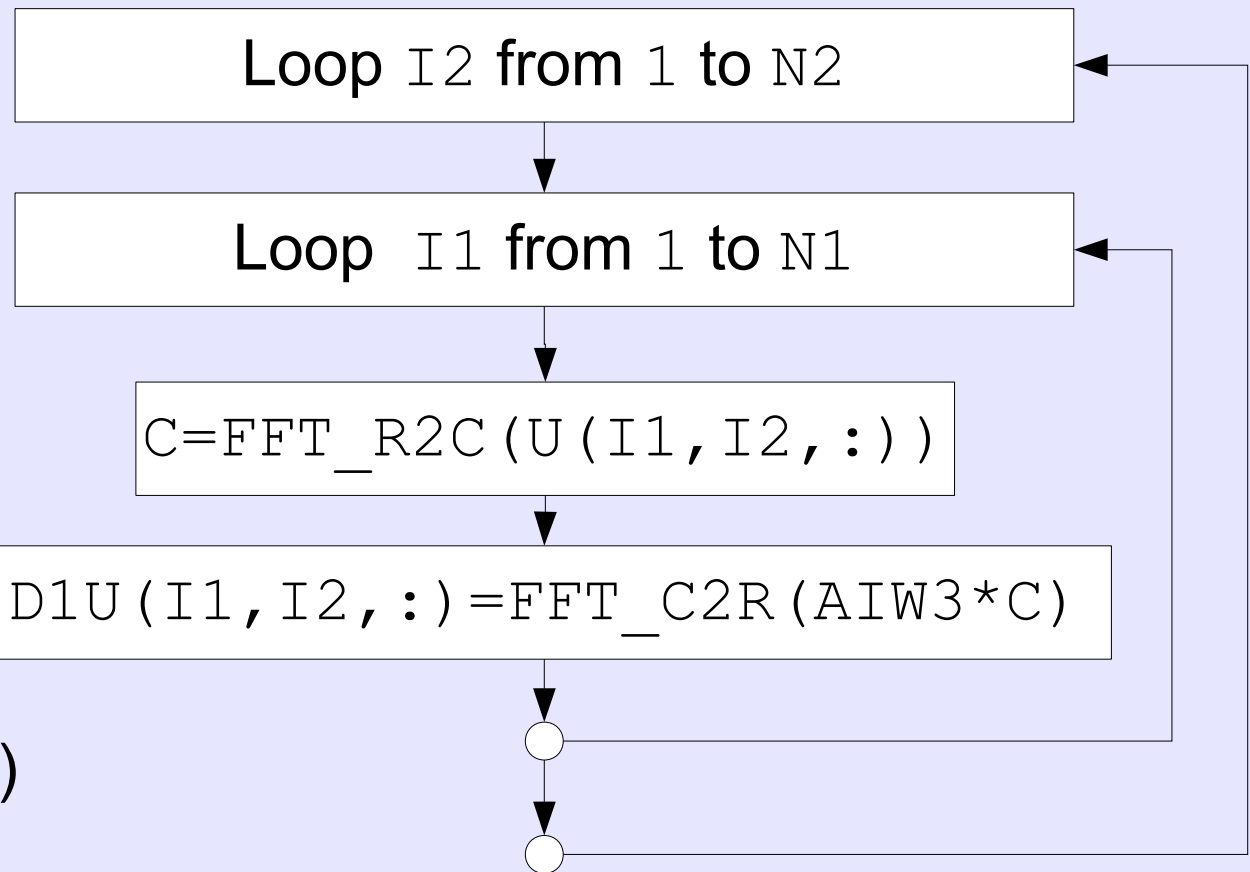 Loop I2 from 1 to N2
Loop I1 from 1 to N1
C=FFT_R2C(U(I1,I2,:))
D1U(I1,I2,:)=FFT_C2R(AIW3*C)
)